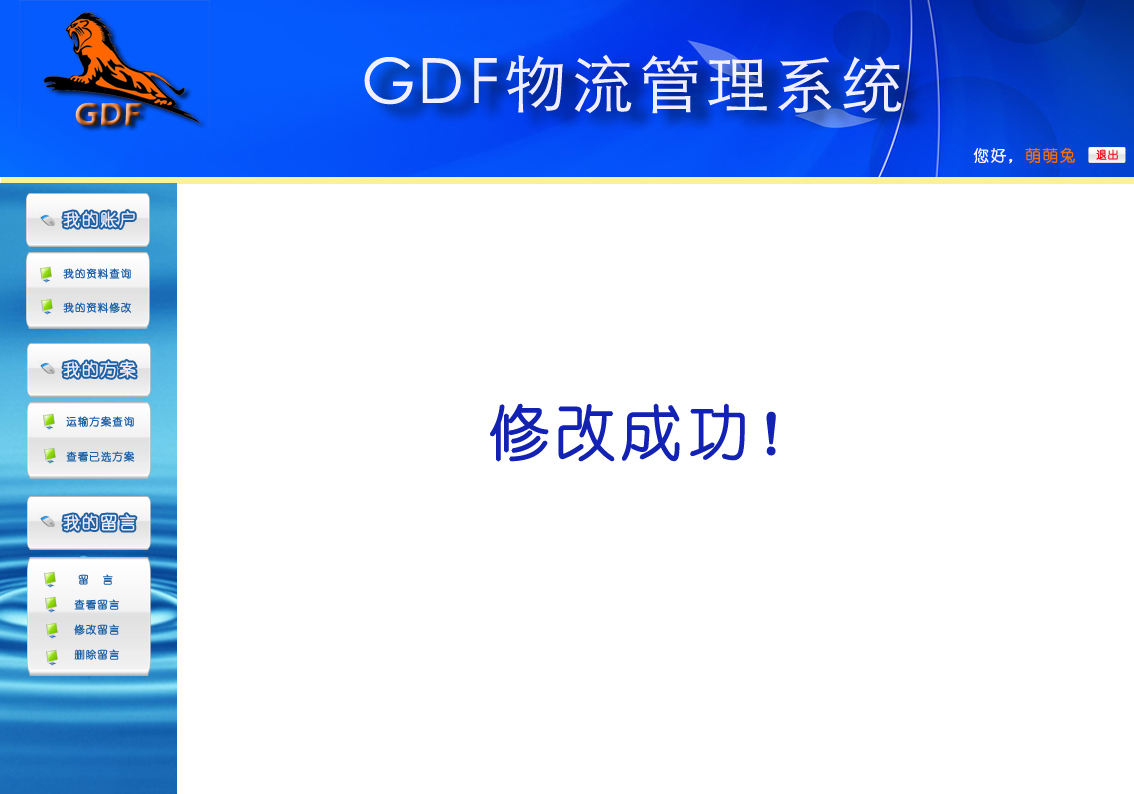 GDF
GDF物流管理系统
您好，萌萌兔 退出
我的账户
我的资料查询
我的资料修改
我的方案
运输方案查询
查看已选方案
我的留言
留 言
查看留言
修改留言
删除留言
修改成功！